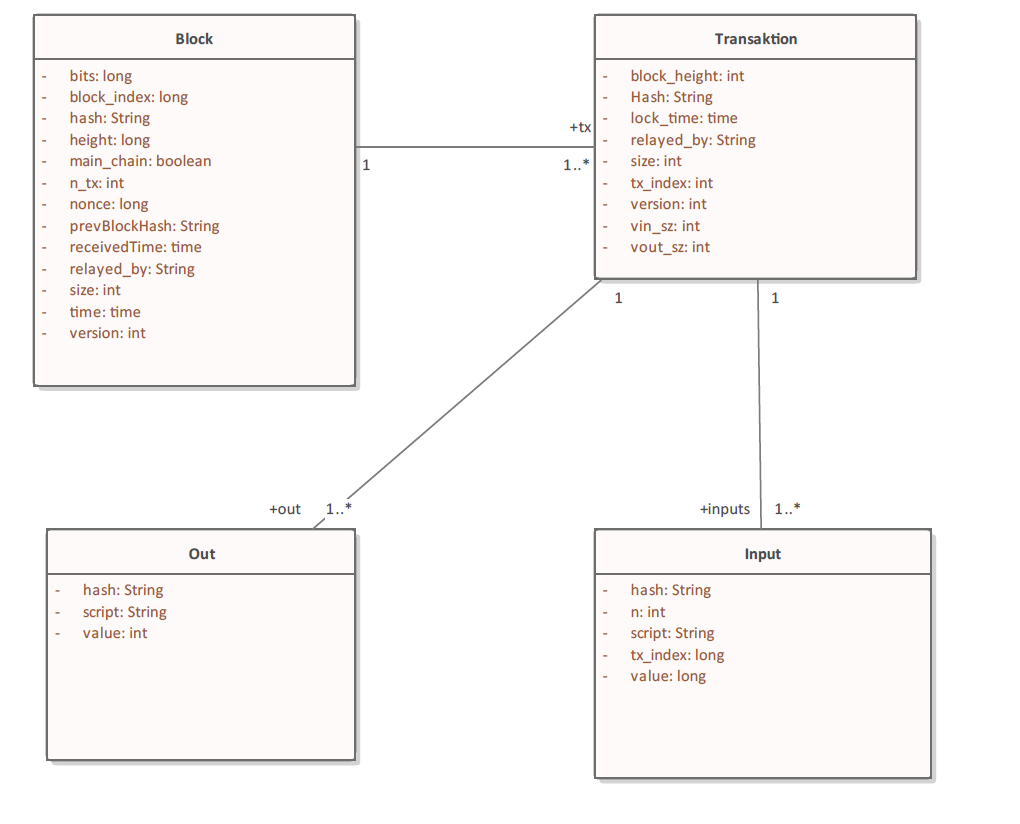 Block
- bits: long
- block_index: long
- hash: String
- height: long
- main_chain: boolean
- n_tx: int
- nonce: long
- prevBlockHash: String
- receivedTime: time
- relayed_by: String
- size: int
- time: time
- version: int
Transaktion
- block_height: int
- Hash: String
- lock_time: time
- relayed_by: String
- size: int
- tx_index: int
- version: int
- vin_sz: int
- vout_sz: int
+tx
1
1..*
1
1
+out 1..*
+inputs 1..*
Out
- hash: String
- script: String
- value: int
Input
- hash: String
- n: int
- script: String
- tx_index: long
- value: long